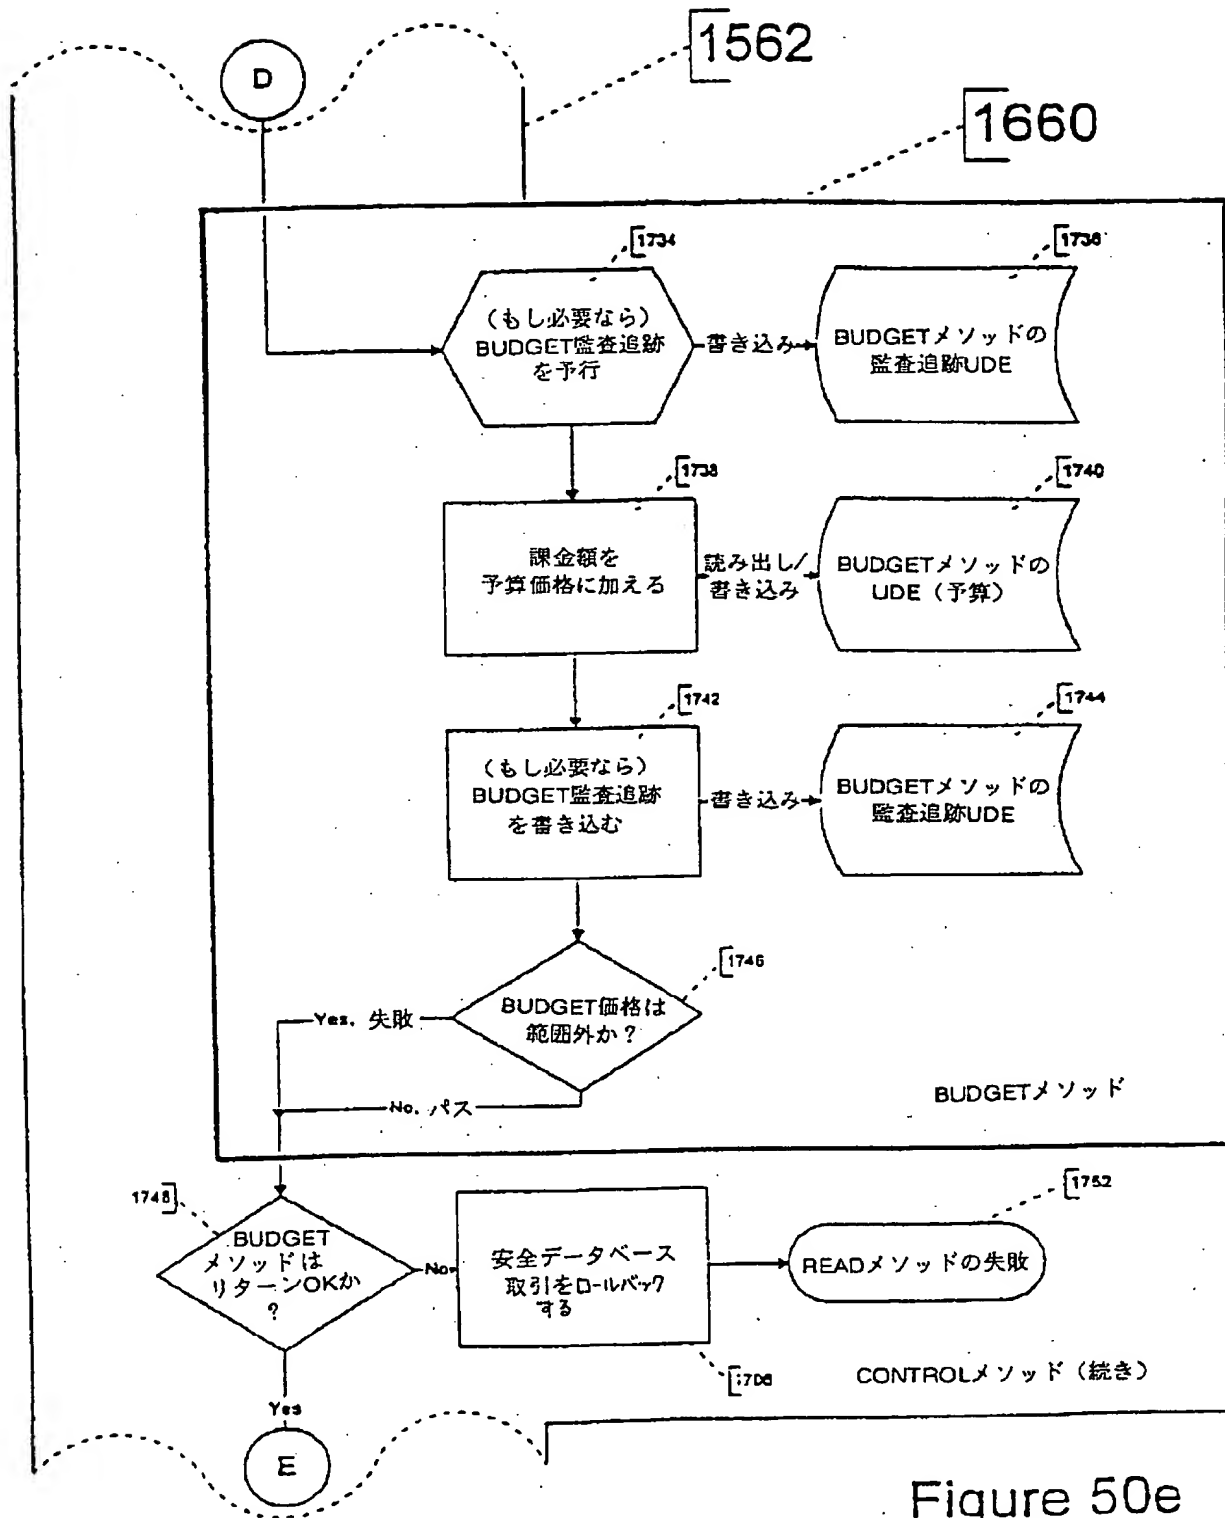 D
1562
1660
1734
(もし必要なら)
BUDGET監査追跡
を予行
書き込み
1736
BUDGETメソッドの
監査追跡UDE
1738
課金額を
予算価格に加える
読み出し/
書き込み
1740
BUDGETメソッドの
UDE(予算)
1742
(もし必要なら)
BUDGET監査追跡
を書き込む
書き込み
1744
BUDGETメソッドの
監査追跡UDE
1746
BUDGET価格は
範囲外か?
Yes, 失敗
No, パス
BUDGETメソッド
1748
BUDGET
メソッドは
リターンOKか
?
No
安全データベース
取引をロールバック
する
1752
READメソッドの失敗
CONTROLメソッド(続き)
Yes
E
Figure 50e